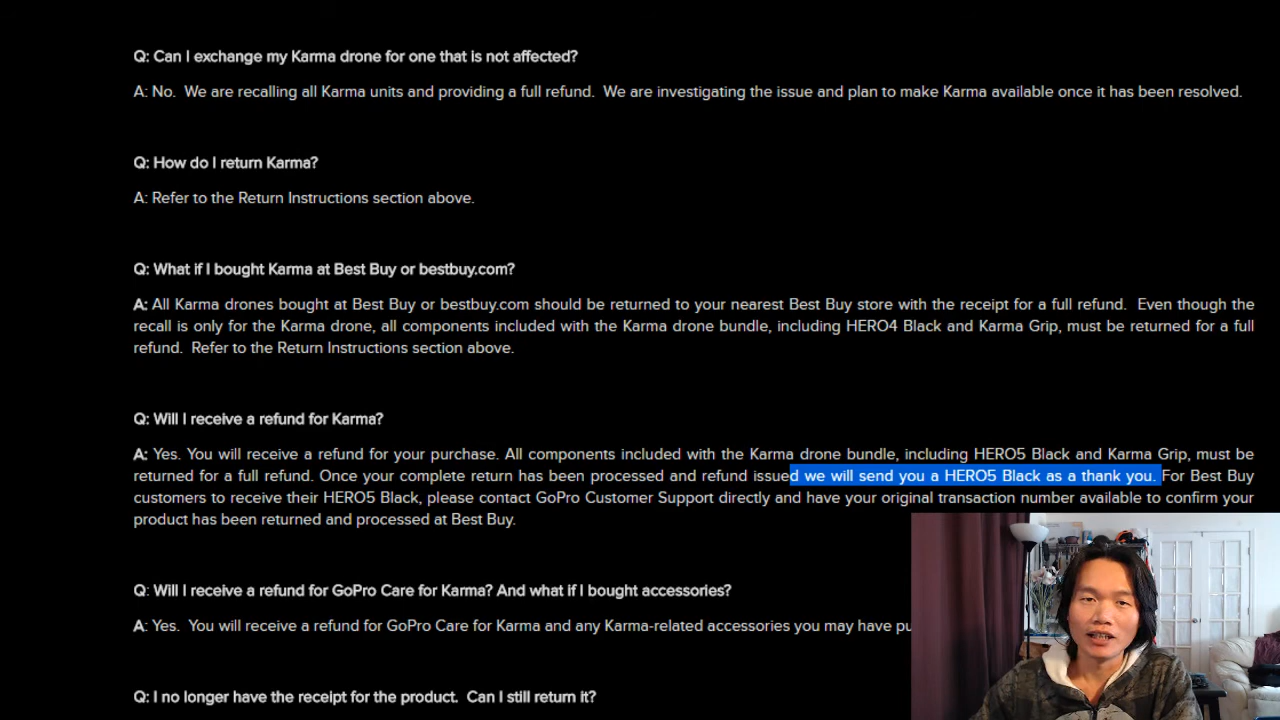 Q: Can I exchange my Karma drone for one that is not affected?
A: No.  We are recalling all Karma units and providing a full refund.  We are investigating the issue and plan to make Karma available once it has been resolved.
Q: How do I return Karma?
A: Refer to the Return Instructions section above.
Q: What if I bought Karma at Best Buy or bestbuy.com?
A: All Karma drones bought at Best Buy or bestbuy.com should be returned to your nearest Best Buy store with the receipt for a full refund.  Even though the
recall is only for the Karma drone, all components included with the Karma drone bundle, including HERO4 Black and Karma Grip, must be returned for a full
refund.  Refer to the Return Instructions section above.
Q: Will I receive a refund for Karma?
A: Yes. You will receive a refund for your purchase. All components included with the Karma drone bundle, including HERO5 Black and Karma Grip, must be
returned for a full refund. Once your complete return has been processed and refund issued we will send you a HERO5 Black as a thank you. For Best Buy
customers to receive their HERO5 Black, please contact GoPro Customer Support directly and have your original transaction number available to confirm your
product has been returned and processed at Best Buy.
Q: Will I receive a refund for GoPro Care for Karma? And what if I bought accessories?
A: Yes.  You will receive a refund for GoPro Care for Karma and any Karma-related accessories you may have pu
Q: I no longer have the receipt for the product.  Can I still return it?